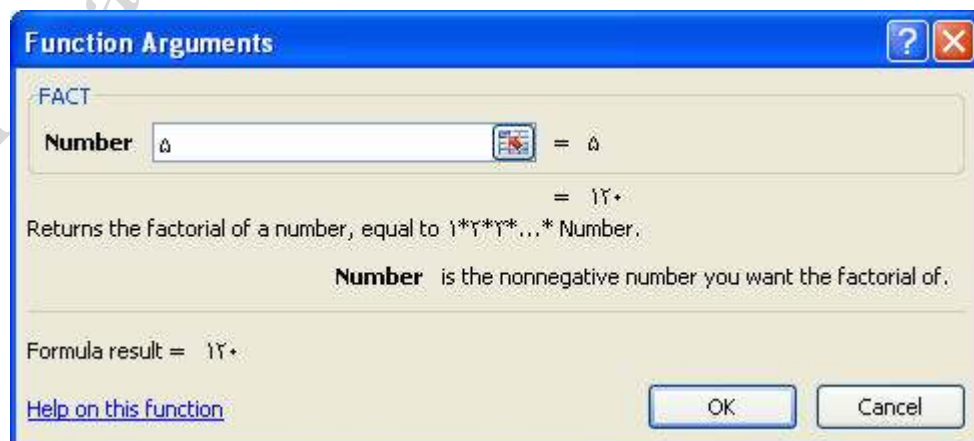 Function Arguments
FACT
Number ۵ = ۵
= ۱۲۰
Returns the factorial of a number, equal to ۱*۲*۳*...* Number.
Number is the nonnegative number you want the factorial of.
Formula result = ۱۲۰
Help on this function
OK Cancel